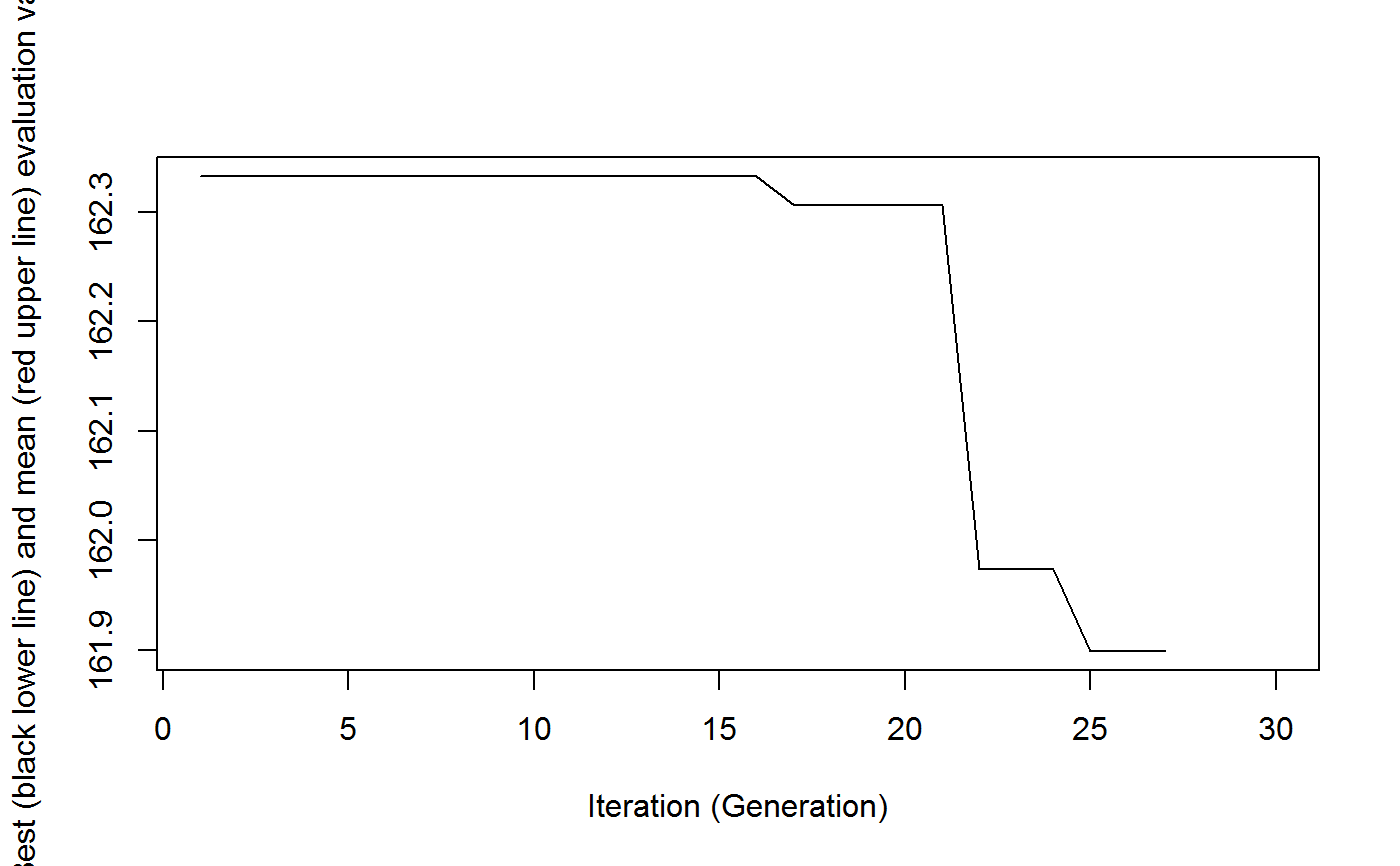 Best (black lower line) and mean (red upper line) evaluation va
162.3
162.2
162.1
162.0
161.9
0 5 10 15 20 25 30
Iteration (Generation)